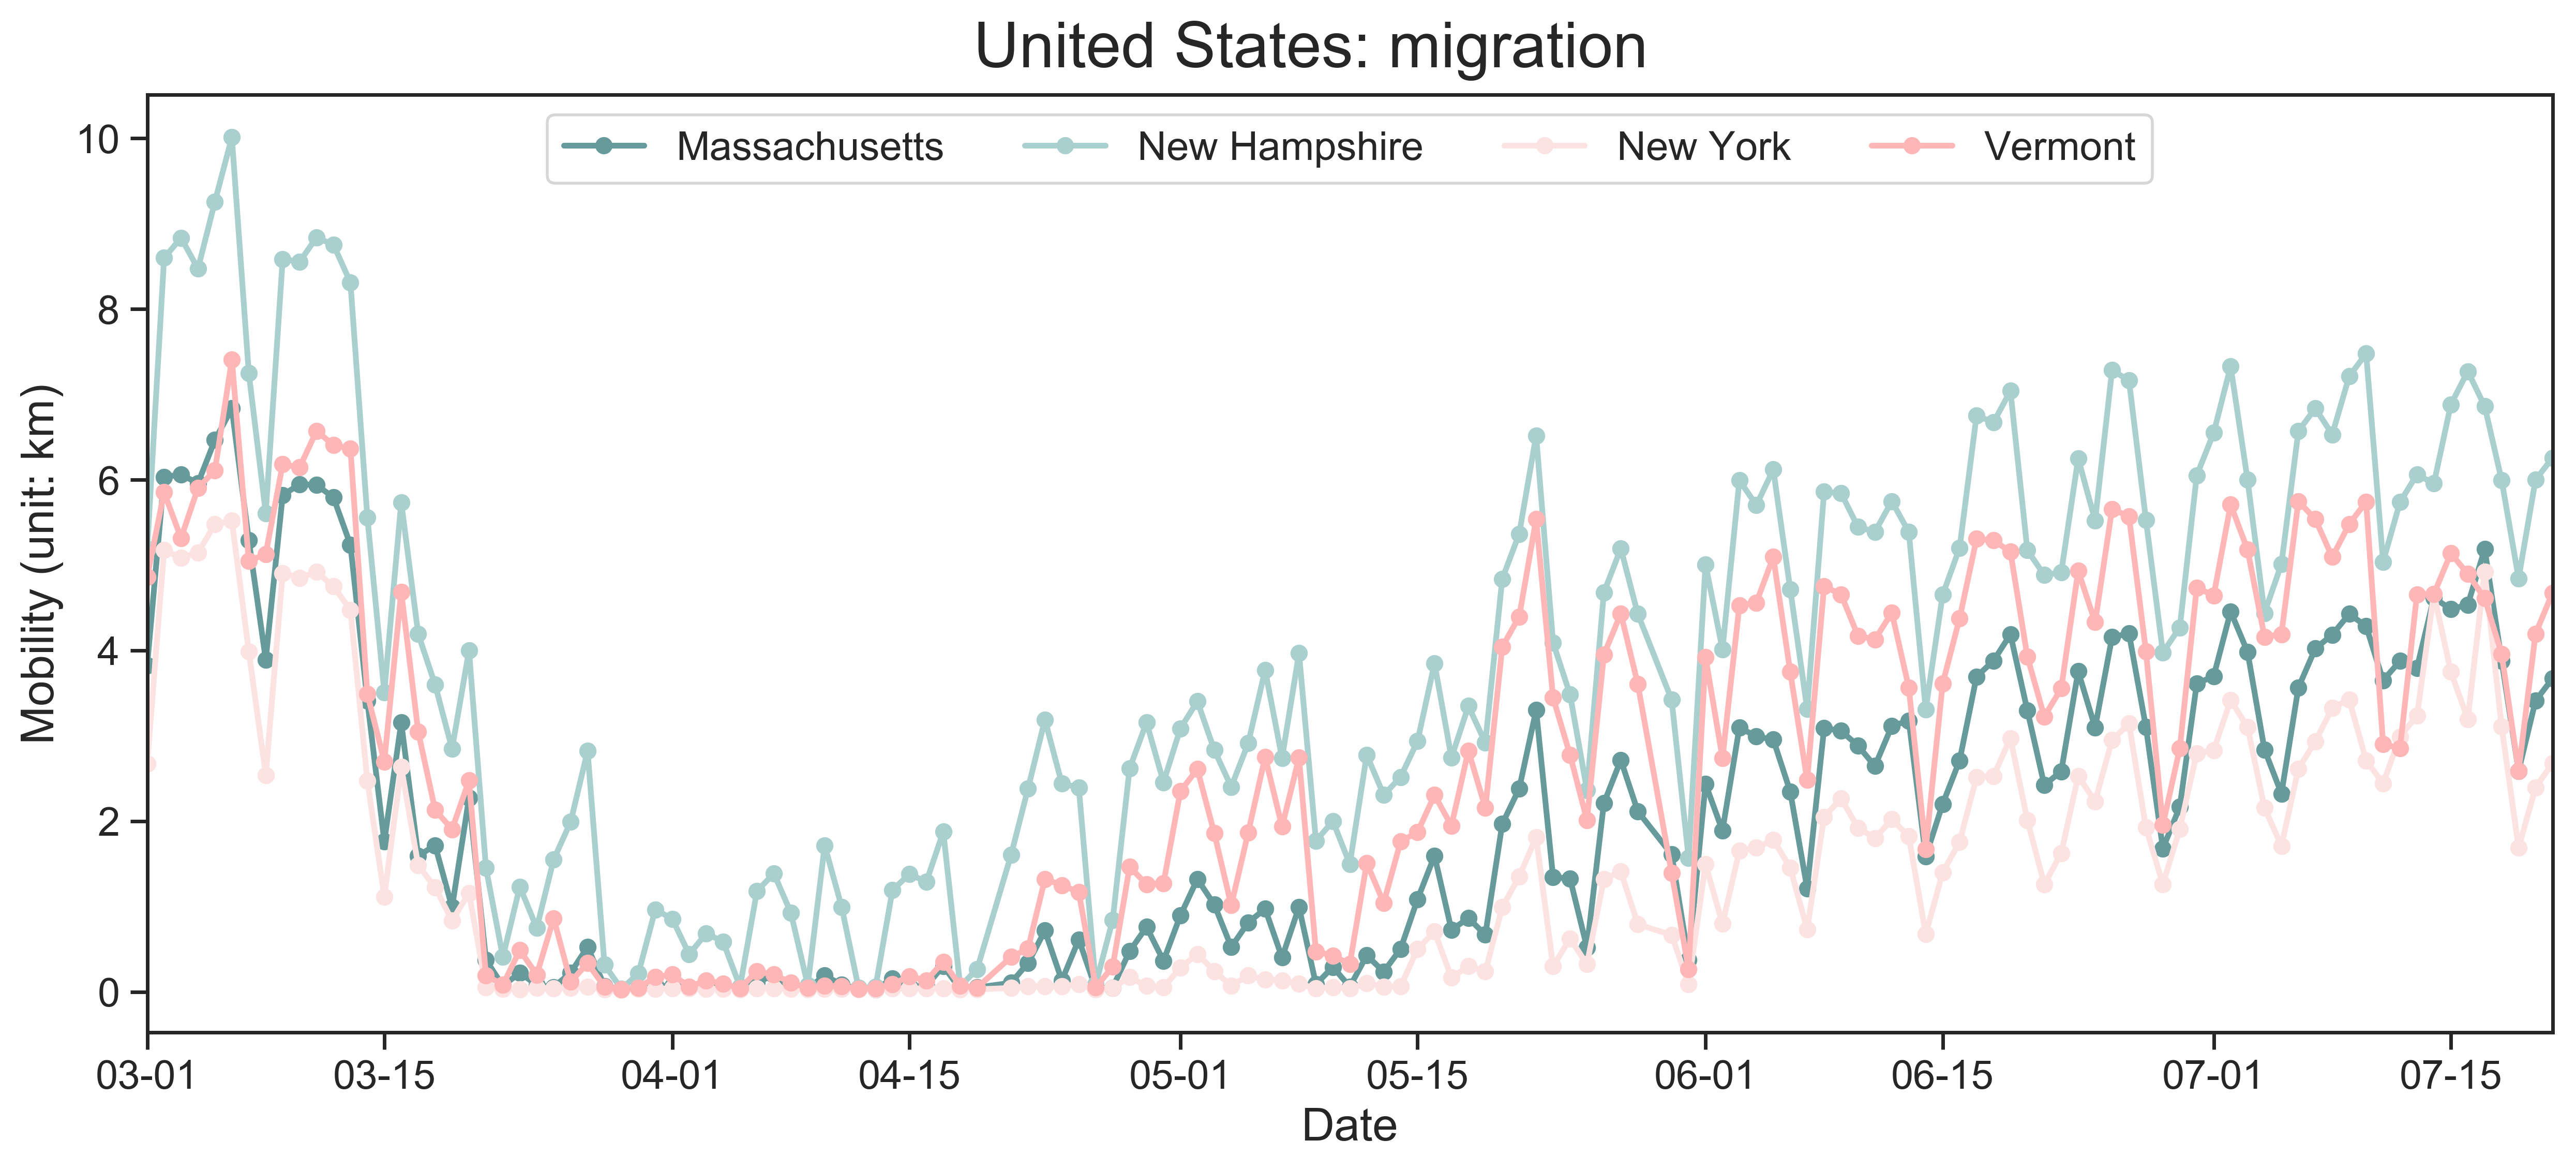 United States: migration
Massachusetts New Hampshire New York Vermont
10
8
6
4
2
0
Mobility (unit: km)
03-01 03-15 04-01 04-15 05-01 05-15 06-01 06-15 07-01 07-15
Date